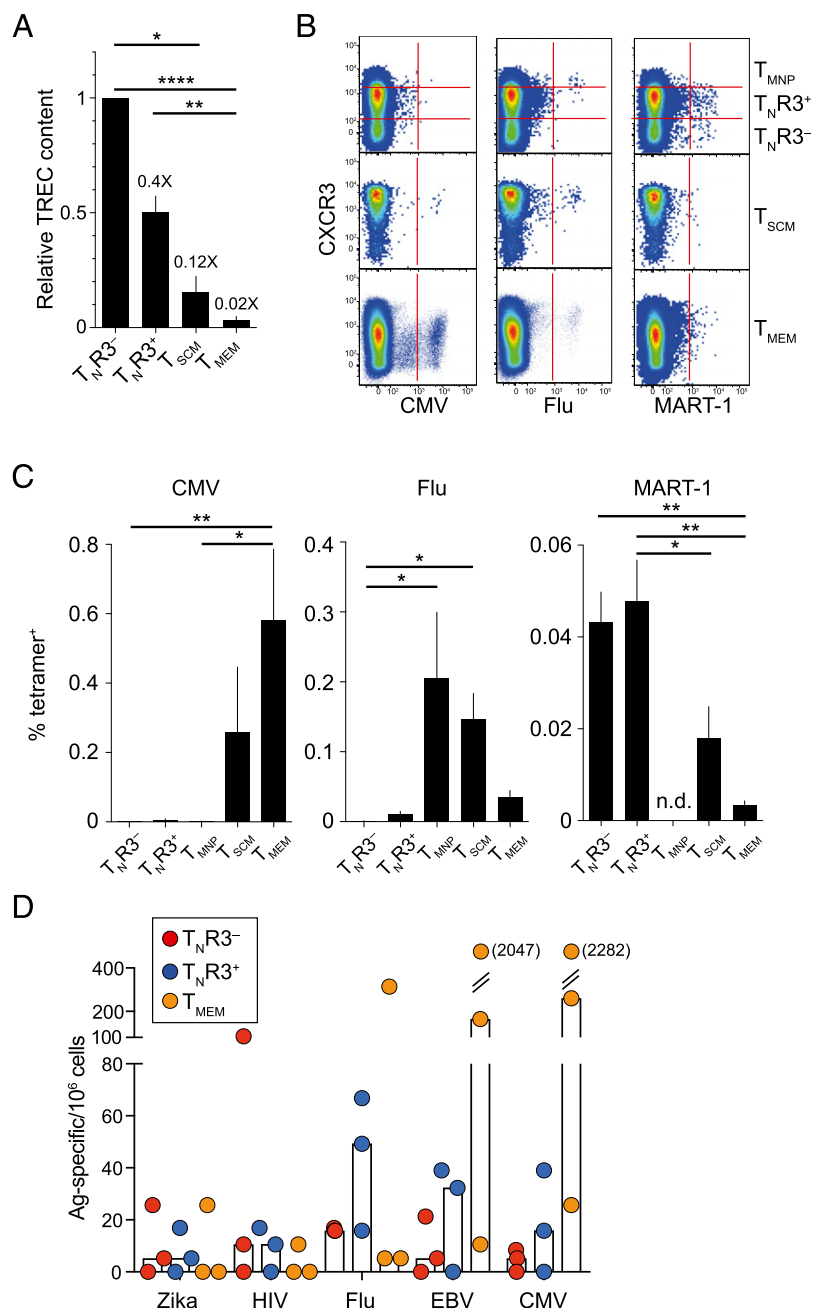 A
Relative TREC content
1
0.5
0
*
****
**
0.4X
0.12X
0.02X
TNR3–
TNR3+
TSCM
TMEM
B
CXCR3
TMNP
TNR3+
TNR3–
TSCM
TMEM
CMV
Flu
MART-1
C
% tetramer+
CMV
**
*
0.8
0.6
0.4
0.2
0
TNR3–
TNR3+
TMNP
TSCM
TMEM
Flu
*
*
0.4
0.3
0.2
0.1
0
TNR3–
TNR3+
TMNP
TSCM
TMEM
MART-1
**
**
*
0.06
0.04
0.02
0
n.d.
TNR3–
TNR3+
TMNP
TSCM
TMEM
D
TNR3–
TNR3+
TMEM
(2047)
(2282)
Ag-specific/10⁶ cells
400
200
100
80
60
40
20
0
Zika
HIV
Flu
EBV
CMV